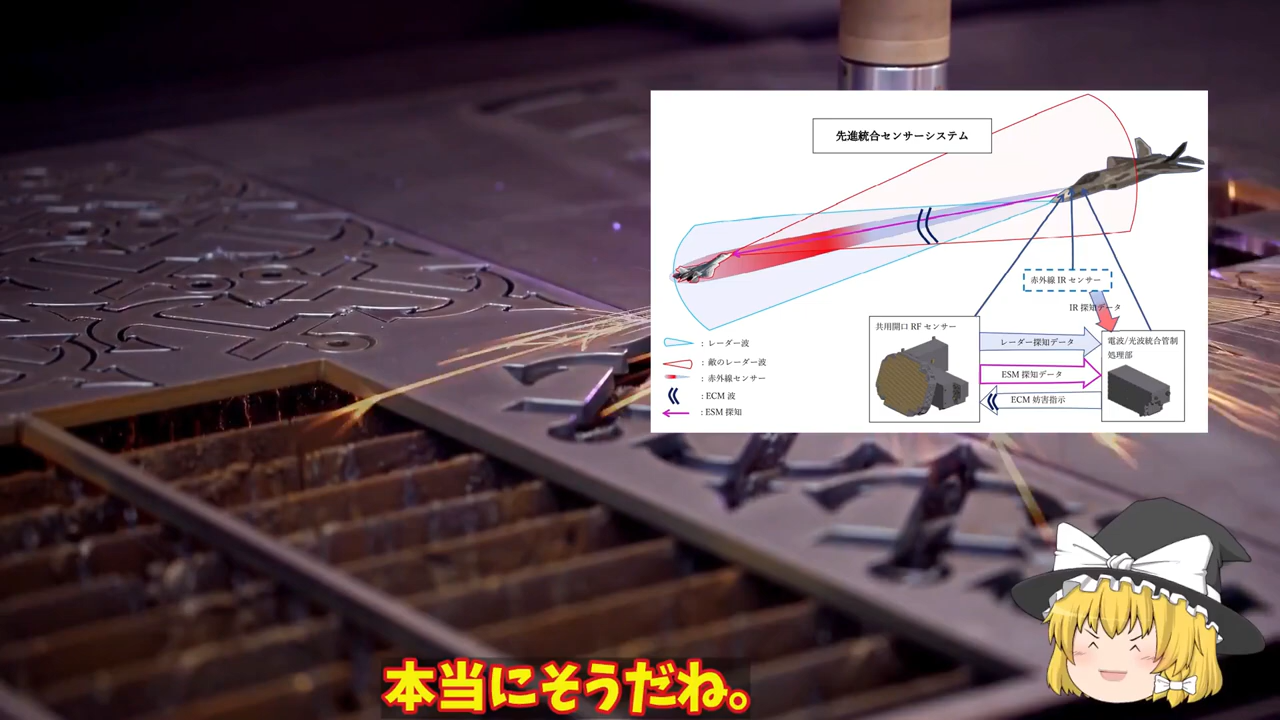 先進統合センサーシステム
赤外線 IR センサー
IR 探知データ
共用開口 RF センサー
レーダー探知データ
電波/光波統合管制
処理部
ESM 探知データ
ECM 妨害指示
：レーダー波
：敵のレーダー波
：赤外線センサー
：ECM 波
：ESM 探知
本当にそうだね。